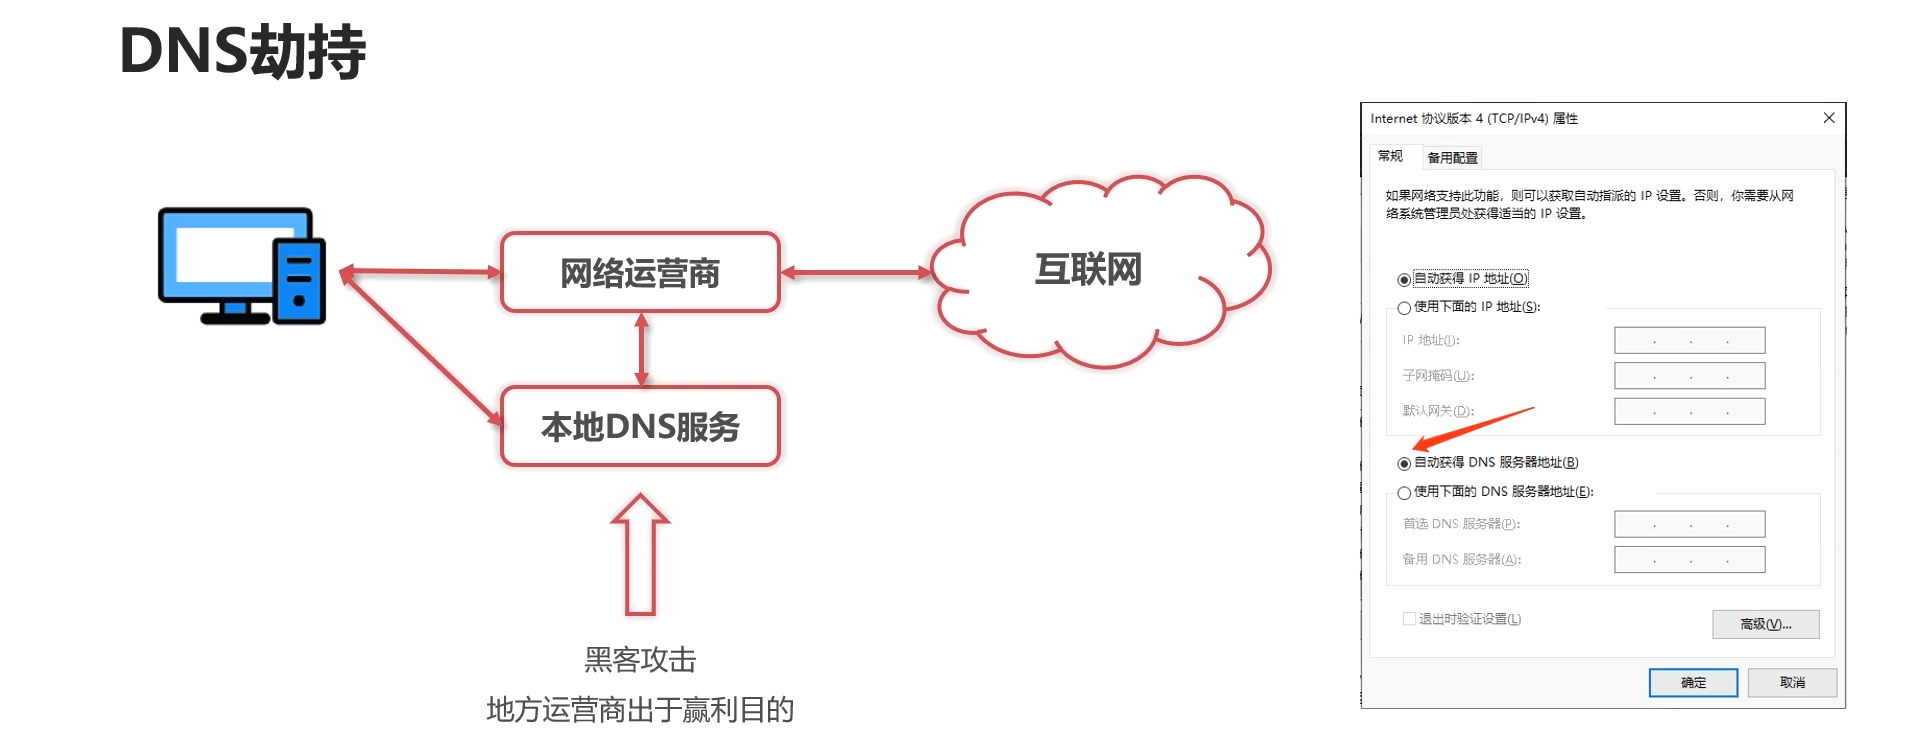 DNS劫持
网络运营商
互联网
本地DNS服务
黑客攻击
地方运营商出于赢利目的
Internet 协议版本 4 (TCP/IPv4) 属性
常规
备用配置
如果网络支持此功能，则可以获取自动指派的 IP 设置。否则，你需要从网
络系统管理员处获得适当的 IP 设置。
自动获得 IP 地址(O)
使用下面的 IP 地址(S):
IP 地址(I):
子网掩码(U):
默认网关(D):
自动获得 DNS 服务器地址(B)
使用下面的 DNS 服务器地址(E):
首选 DNS 服务器(P):
备用 DNS 服务器(A):
退出时验证设置(L)
高级(V)...
确定
取消